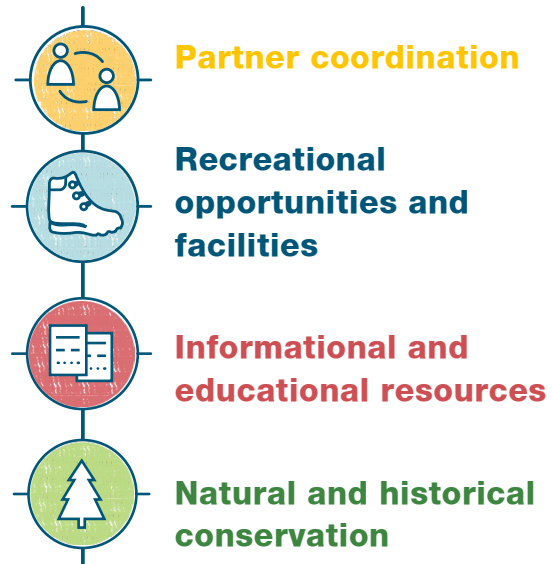 Partner coordination
Recreational
opportunities and
facilities
Informational and
educational resources
Natural and historical
conservation